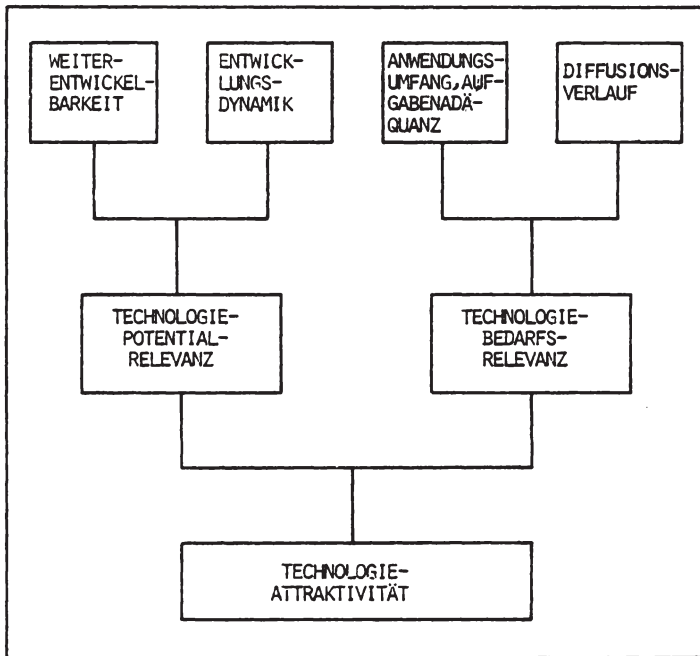 WEITER-
ENTWICKEL-
BARKEIT
ENTWICK-
LUNGS-
DYNAMIK
ANWENDUNGS-
UMFANG, AUF-
GABENADÄ-
QUANZ
DIFFUSIONS-
VERLAUF
TECHNOLOGIE-
POTENTIAL-
RELEVANZ
TECHNOLOGIE-
BEDARFS-
RELEVANZ
TECHNOLOGIE-
ATTRAKTIVITÄT